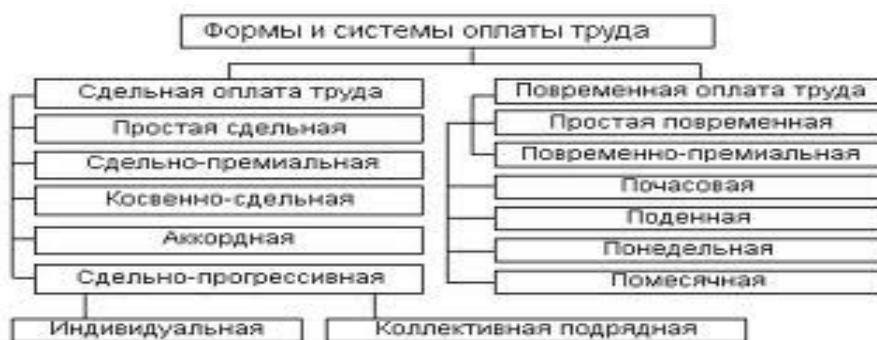 Формы и системы оплаты труда
Сдельная оплата труда
Простая сдельная
Сдельно-премиальная
Косвенно-сдельная
Аккордная
Сдельно-прогрессивная
Индивидуальная
Коллективная подрядная
Повременная оплата труда
Простая повременная
Повременно-премиальная
Почасовая
Поденная
Понедельная
Помесячная